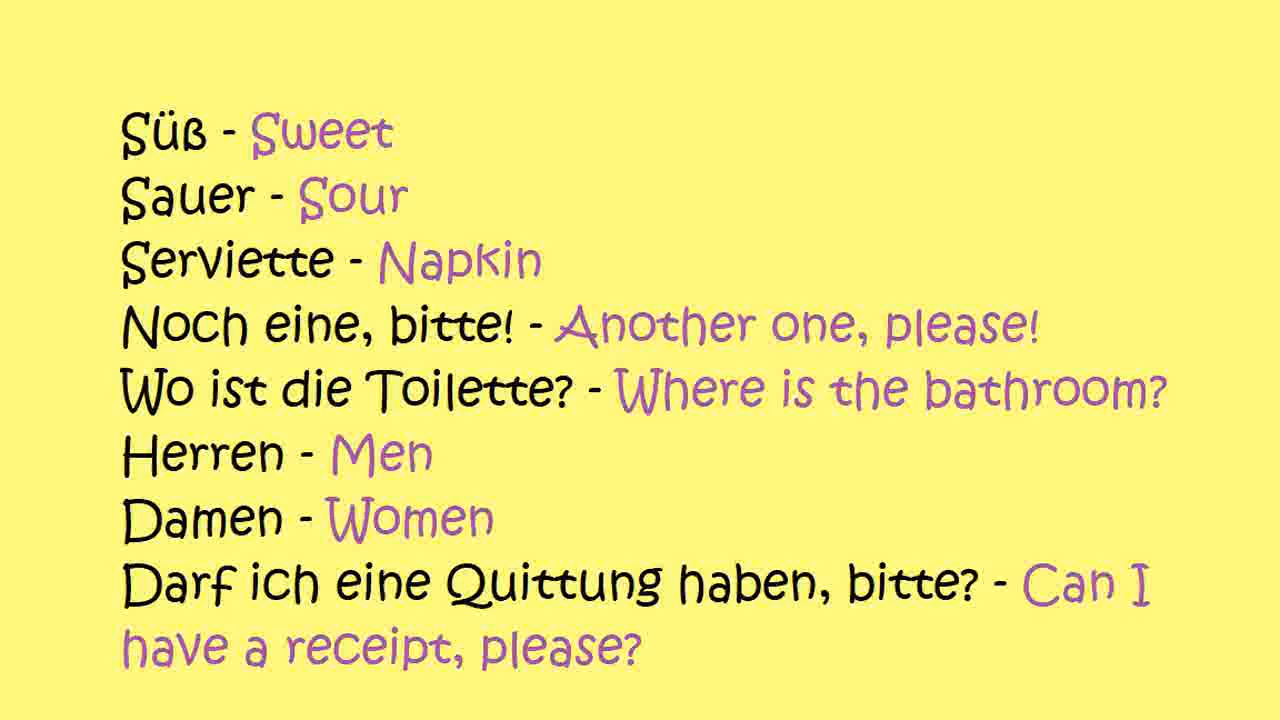 Süß - Sweet
Sauer - Sour
Serviette - Napkin
Noch eine, bitte! - Another one, please!
Wo ist die Toilette? - Where is the bathroom?
Herren - Men
Damen - Women
Darf ich eine Quittung haben, bitte? - Can I
have a receipt, please?